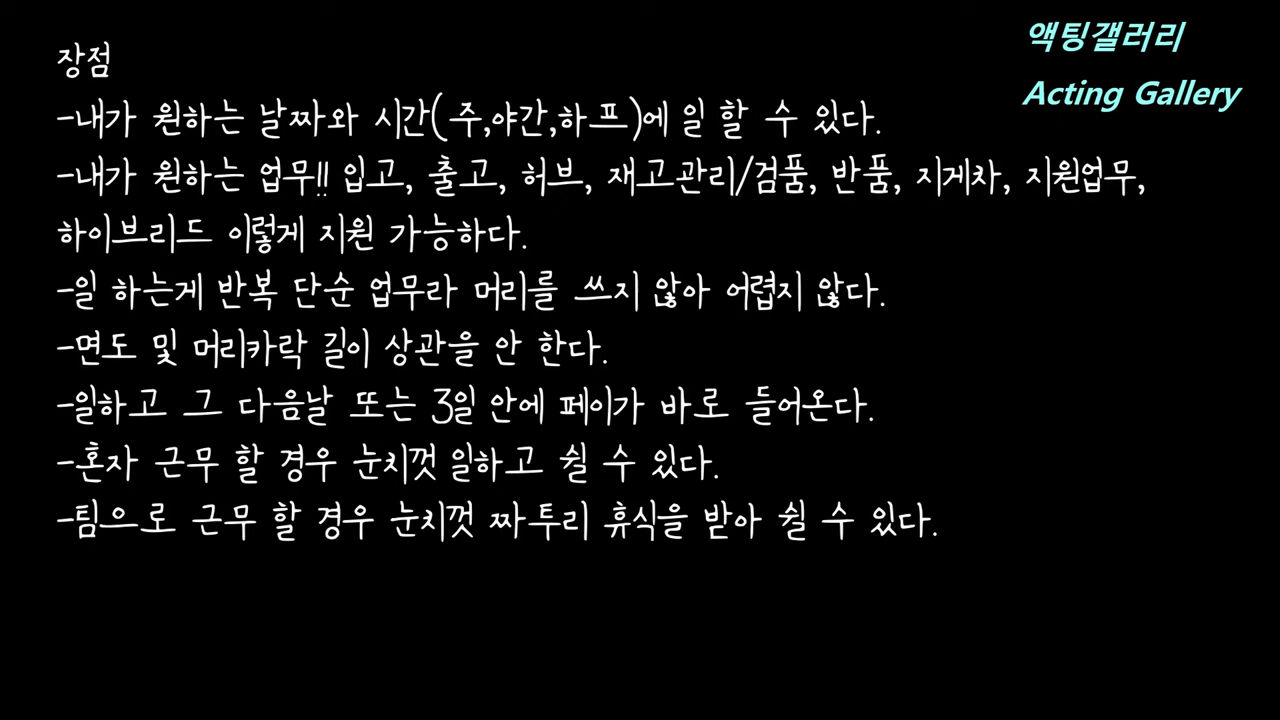 액팅갤러리
Acting Gallery
장점
-내가 원하는 날짜와 시간(주,야간,하프)에 일 할 수 있다.
-내가 원하는 업무!! 입고, 출고, 허브, 재고관리/검품, 반품, 지게차, 지원업무,
하이브리드 이렇게 지원 가능하다.
-일 하는게 반복 단순 업무라 머리를 쓰지 않아 어렵지 않다.
-면도 및 머리카락 길이 상관을 안 한다.
-일하고 그 다음날 또는 3일 안에 페이가 바로 들어온다.
-혼자 근무 할 경우 눈치껏 일하고 쉴 수 있다.
-팀으로 근무 할 경우 눈치껏 짜투리 휴식을 받아 쉴 수 있다.